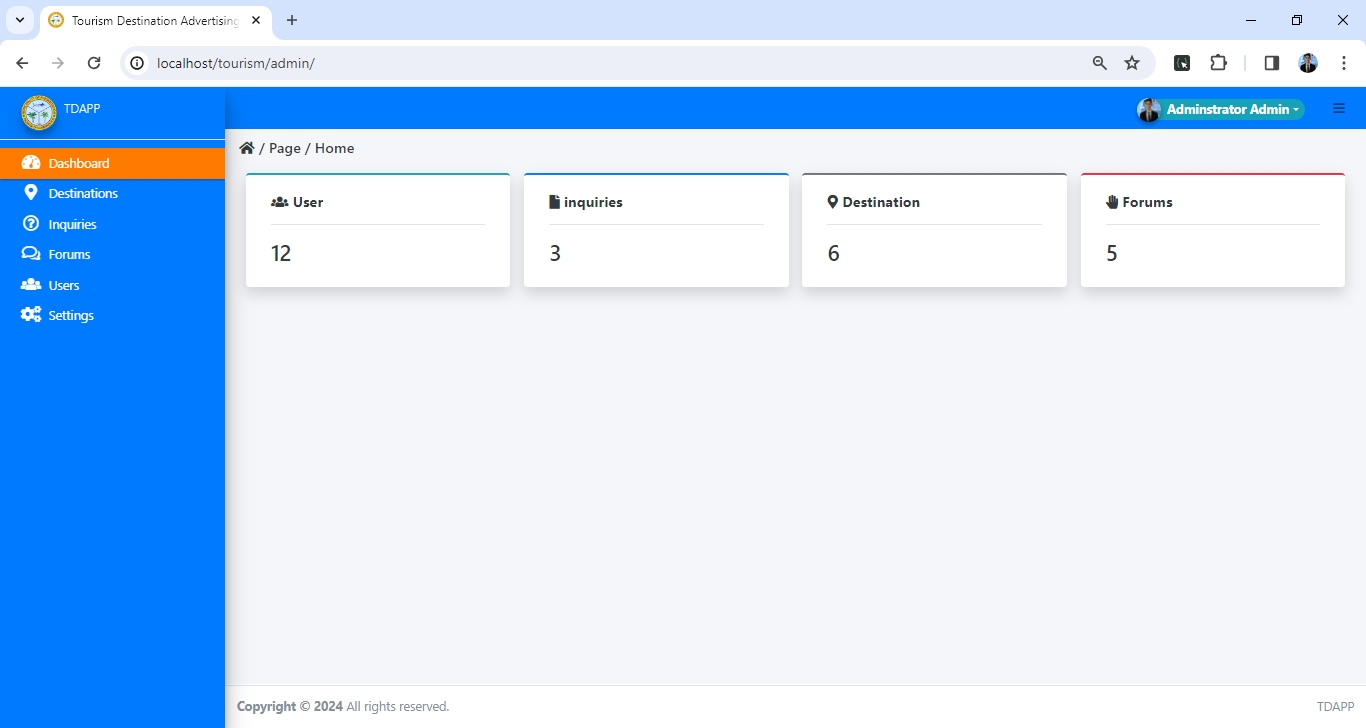 Tourism Destination Advertising
localhost/tourism/admin/
TDAPP
Adminstrator Admin
Dashboard
Destinations
Inquiries
Forums
Users
Settings
/ Page / Home
User
12
inquiries
3
Destination
6
Forums
5
Copyright © 2024 All rights reserved.
TDAPP